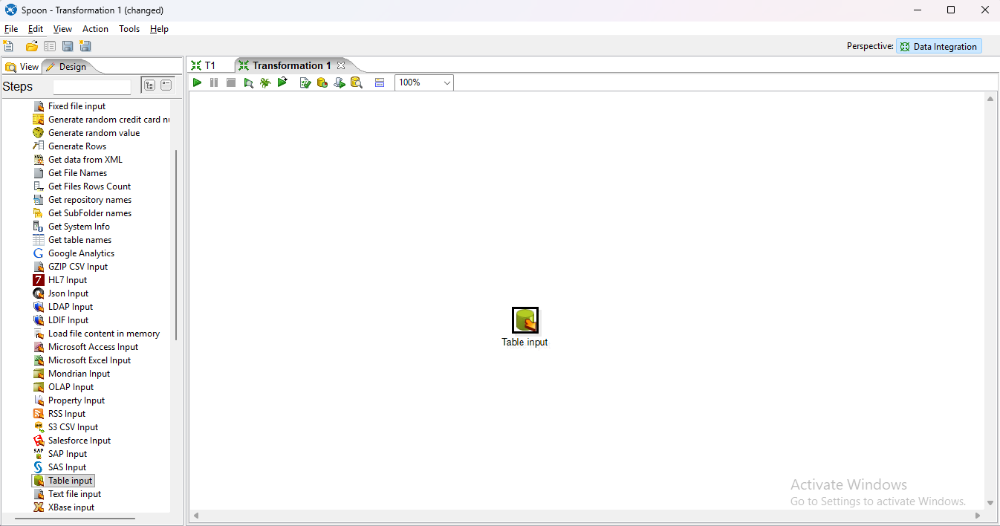 Spoon - Transformation 1 (changed)
File Edit View Action Tools Help
Perspective: Data Integration
View Design
T1 Transformation 1
Steps
100%
Fixed file input
Generate random credit card nu
Generate random value
Generate Rows
Get data from XML
Get File Names
Get Files Rows Count
Get repository names
Get SubFolder names
Get System Info
Get table names
Google Analytics
GZIP CSV Input
HL7 Input
Json Input
LDAP Input
LDIF Input
Load file content in memory
Microsoft Access Input
Microsoft Excel Input
Mondrian Input
OLAP Input
Property Input
RSS Input
S3 CSV Input
Salesforce Input
SAP Input
SAS Input
Table input
Text file input
XBase input
Table input
Activate Windows
Go to Settings to activate Windows.